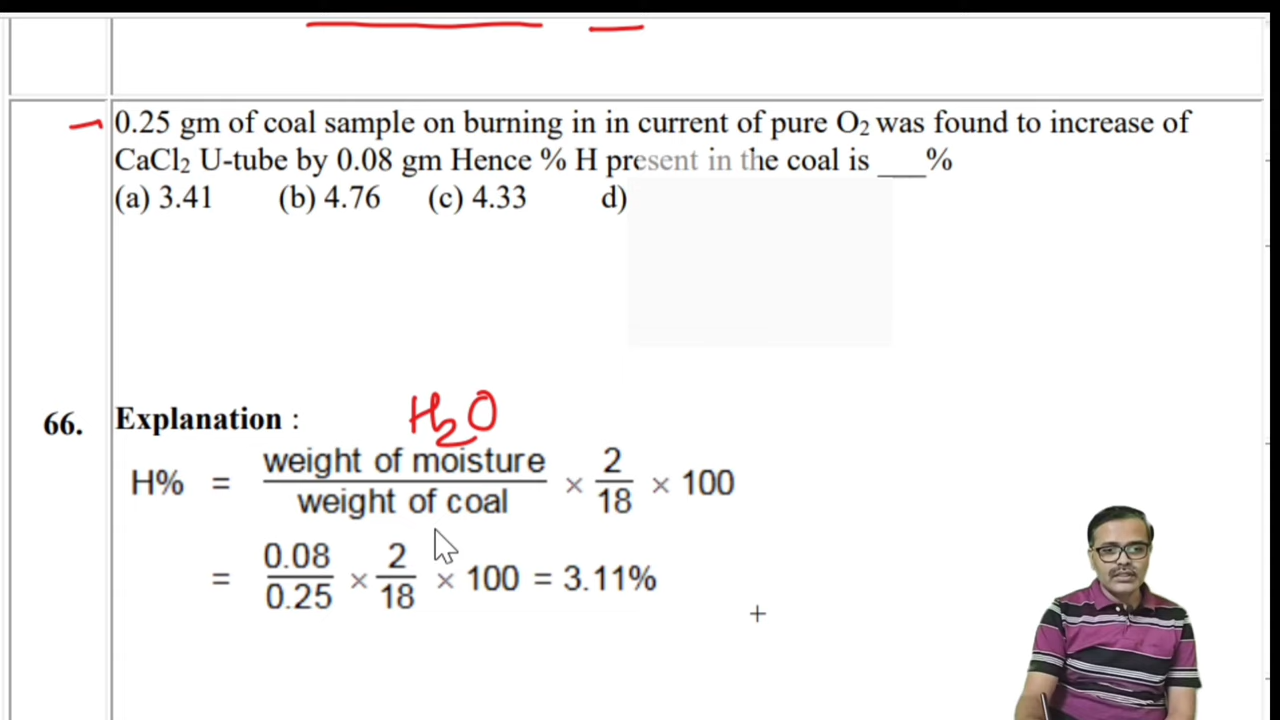 0.25 gm of coal sample on burning in in current of pure O₂ was found to increase of
CaCl₂ U-tube by 0.08 gm Hence % H present in the coal is ___%
(a) 3.41 (b) 4.76 (c) 4.33 d)
H₂O
66. Explanation :
H% = weight of moisture / weight of coal × 2/18 × 100
= 0.08/0.25 × 2/18 × 100 = 3.11%